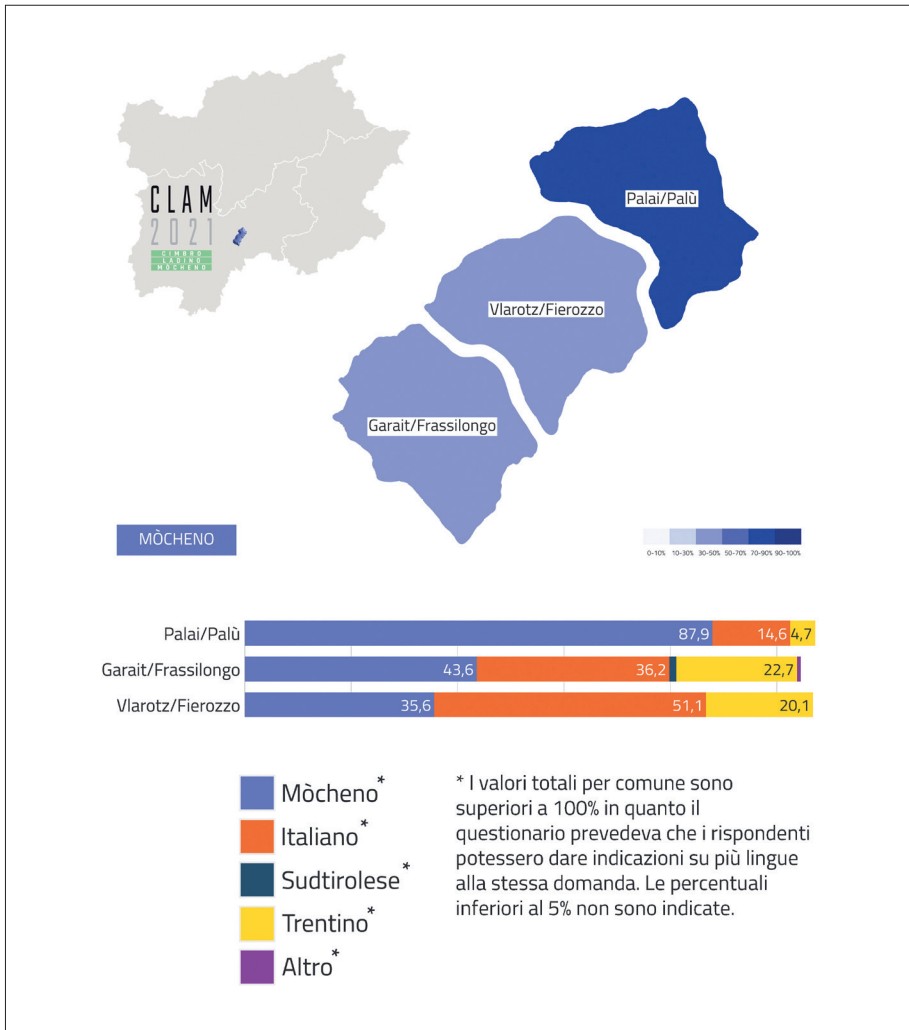 CLAM
2021
CIMBRO
LADINO
MÒCHENO
Palai/Palù
Vlarotz/Fierozzo
Garait/Frassilongo
MÒCHENO
0-10% 10-30% 30-50% 50-70% 70-90% 90-100%
Palai/Palù 87,9 14,6 4,7
Garait/Frassilongo 43,6 36,2 22,7
Vlarotz/Fierozzo 35,6 51,1 20,1
Mòcheno*
Italiano*
Sudtirolese*
Trentino*
Altro*
* I valori totali per comune sono
superiori a 100% in quanto il
questionario prevedeva che i rispondenti
potessero dare indicazioni su più lingue
alla stessa domanda. Le percentuali
inferiori al 5% non sono indicate.